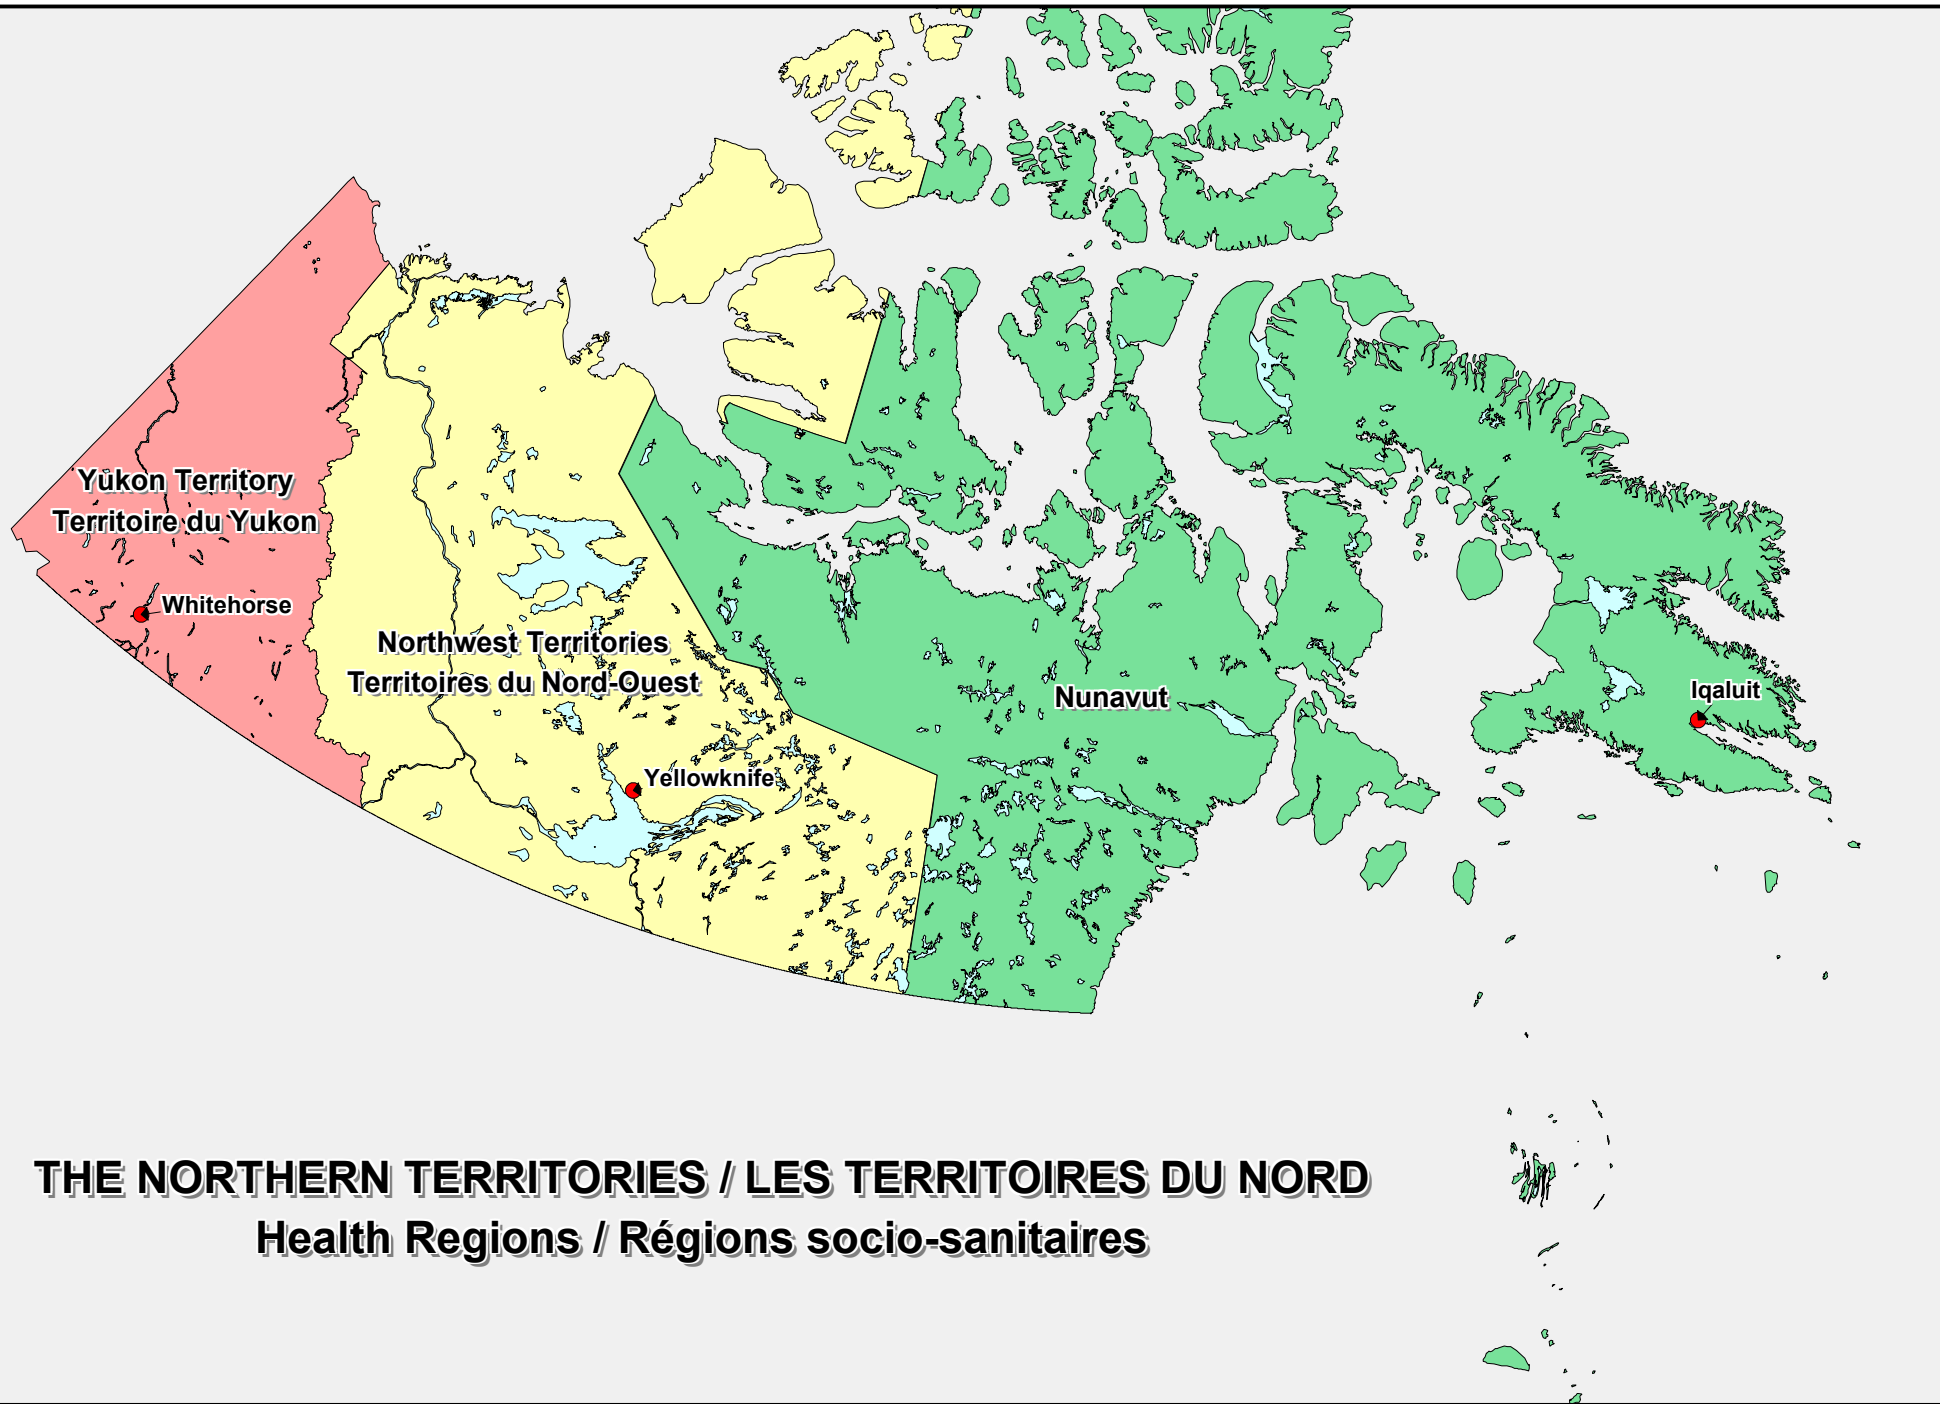 Yukon Territory
Territoire du Yukon
Whitehorse
Northwest Territories
Territoires du Nord-Ouest
Yellowknife
Nunavut
Iqaluit
THE NORTHERN TERRITORIES / LES TERRITOIRES DU NORD
Health Regions / Régions socio-sanitaires